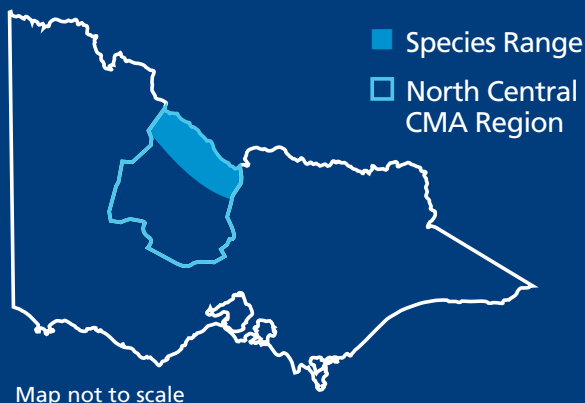 Species Range
North Central
CMA Region
Map not to scale